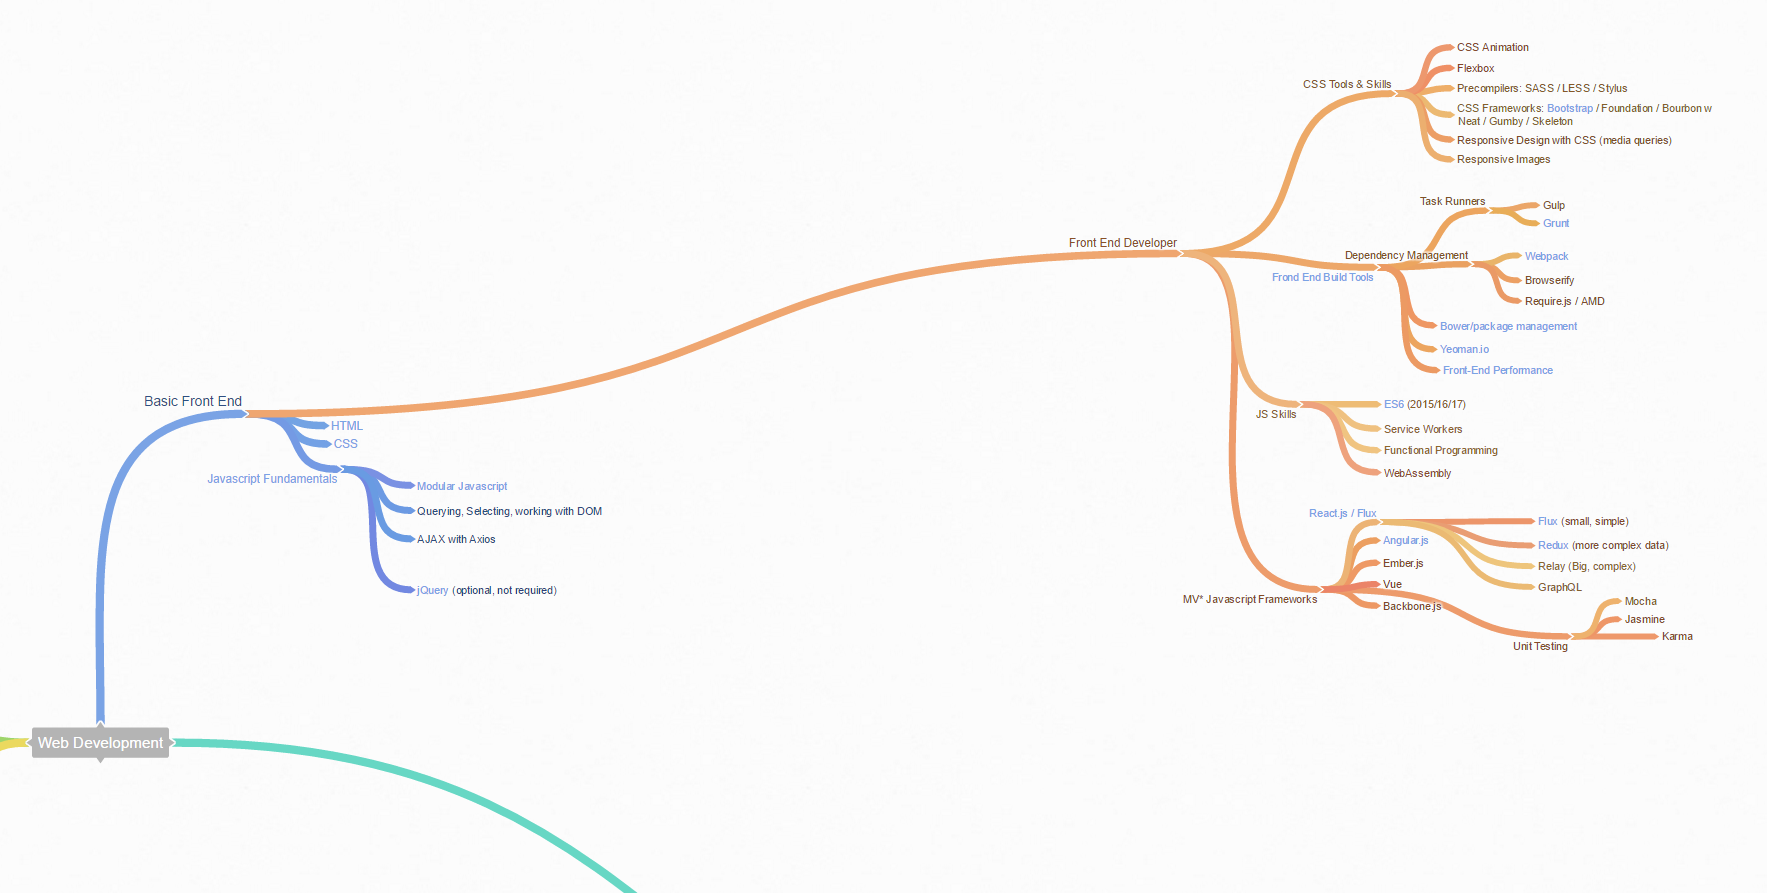 CSS Tools & Skills
CSS Animation
Flexbox
Precompilers: SASS / LESS / Stylus
CSS Frameworks: Bootstrap / Foundation / Bourbon w
Neat / Gumby / Skeleton
Responsive Design with CSS (media queries)
Responsive Images
Front End Developer
Frond End Build Tools
Task Runners
Gulp
Grunt
Dependency Management
Webpack
Browserify
Require.js / AMD
Bower/package management
Yeoman.io
Front-End Performance
JS Skills
ES6 (2015/16/17)
Service Workers
Functional Programming
WebAssembly
MV* Javascript Frameworks
React.js / Flux
Flux (small, simple)
Redux (more complex data)
Relay (Big, complex)
GraphQL
Angular.js
Ember.js
Vue
Backbone.js
Unit Testing
Mocha
Jasmine
Karma
Basic Front End
HTML
CSS
Javascript Fundamentals
Modular Javascript
Querying, Selecting, working with DOM
AJAX with Axios
jQuery (optional, not required)
Web Development